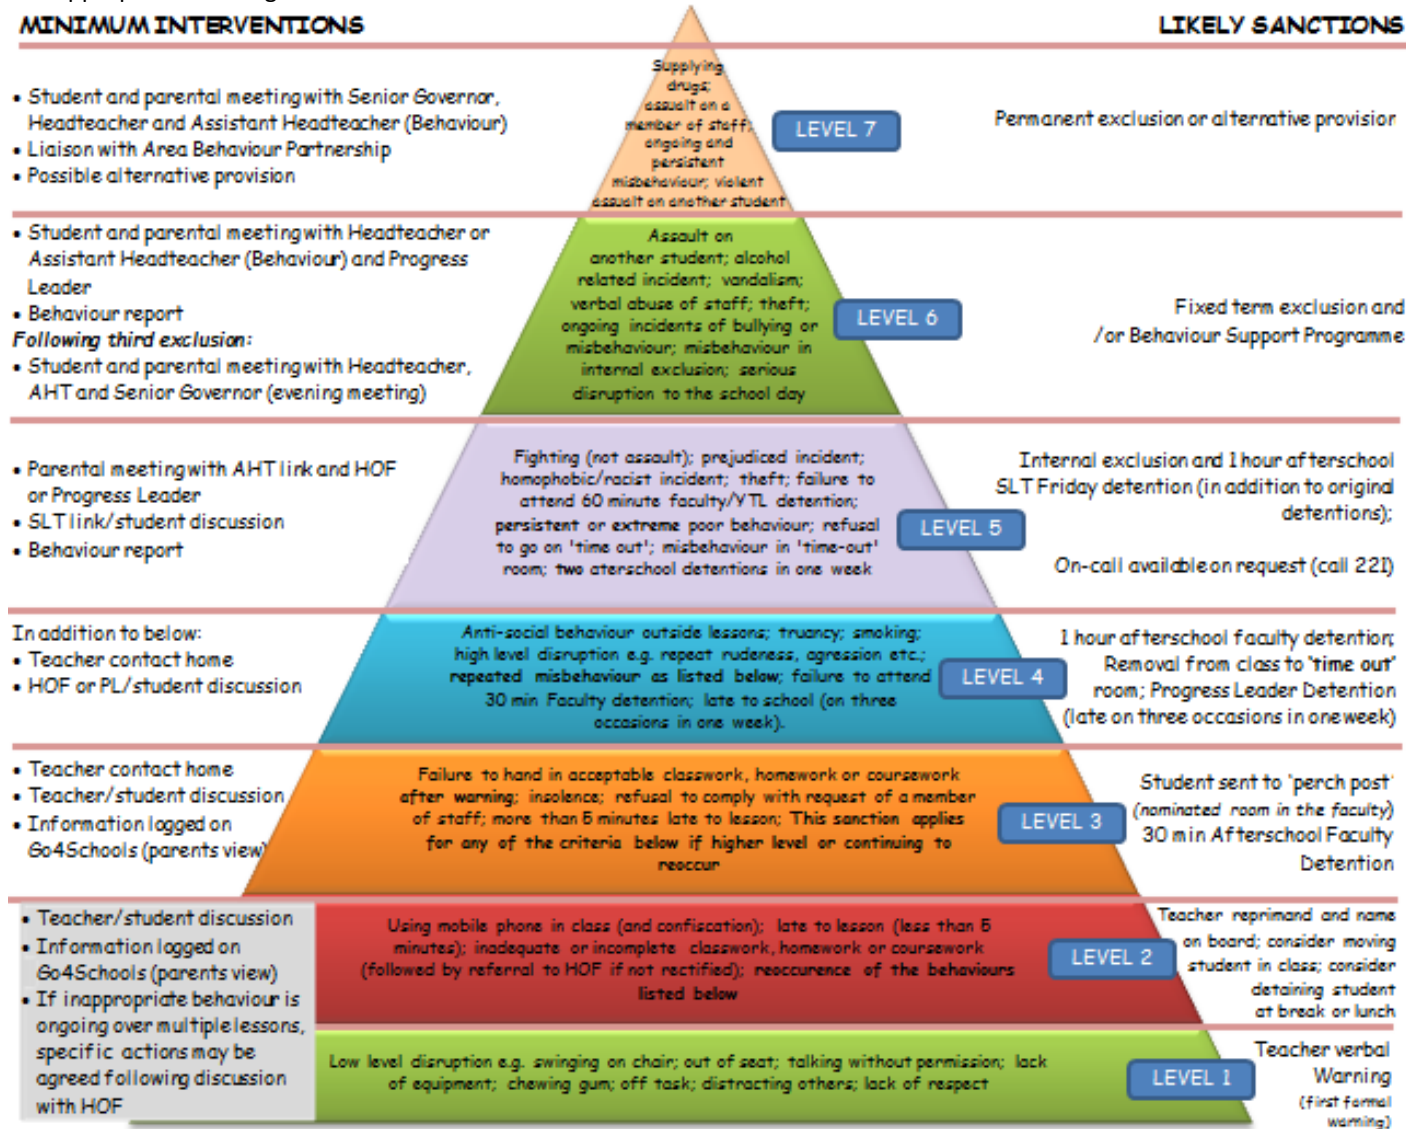 MINIMUM INTERVENTIONS
LIKELY SANCTIONS
• Student and parental meeting with Senior Governor,
Headteacher and Assistant Headteacher (Behaviour)
• Liaison with Area Behaviour Partnership
• Possible alternative provision
Supplying
drugs;
assualt on a
member of staff;
ongoing and
persistent
misbehaviour; violent
assualt on another student
LEVEL 7
Permanent exclusion or alternative provision
• Student and parental meeting with Headteacher or
Assistant Headteacher (Behaviour) and Progress
Leader
• Behaviour report
Following third exclusion:
• Student and parental meeting with Headteacher,
AHT and Senior Governor (evening meeting)
Assault on
another student; alcohol
related incident; vandalism;
verbal abuse of staff; theft;
ongoing incidents of bullying or
misbehaviour; misbehaviour in
internal exclusion; serious
disruption to the school day
LEVEL 6
Fixed term exclusion and
/or Behaviour Support Programme
• Parental meeting with AHT link and HOF
or Progress Leader
• SLT link/student discussion
• Behaviour report
Fighting (not assault); prejudiced incident;
homophobic/racist incident; theft; failure to
attend 60 minute faculty/YTL detention;
persistent or extreme poor behaviour; refusal
to go on 'time out'; misbehaviour in 'time-out'
room; two aterschool detentions in one week
LEVEL 5
Internal exclusion and 1 hour afterschool
SLT Friday detention (in addition to original
detentions);
On-call available on request (call 221)
In addition to below:
• Teacher contact home
• HOF or PL/student discussion
Anti-social behaviour outside lessons; truancy; smoking;
high level disruption e.g. repeat rudeness, agression etc.;
repeated misbehaviour as listed below; failure to attend
30 min Faculty detention; late to school (on three
occasions in one week).
LEVEL 4
1 hour afterschool faculty detention;
Removal from class to 'time out'
room; Progress Leader Detention
(late on three occasions in one week)
• Teacher contact home
• Teacher/student discussion
• Information logged on
Go4Schools (parents view)
Failure to hand in acceptable classwork, homework or coursework
after warning; insolence; refusal to comply with request of a member
of staff; more than 5 minutes late to lesson; This sanction applies
for any of the criteria below if higher level or continuing to
reoccur
LEVEL 3
Student sent to 'perch post'
(nominated room in the faculty)
30 min Afterschool Faculty
Detention
• Teacher/student discussion
• Information logged on
Go4Schools (parents view)
• If inappropriate behaviour is
ongoing over multiple lessons,
specific actions may be
agreed following discussion
with HOF
Using mobile phone in class (and confiscation); late to lesson (less than 5
minutes); inadequate or incomplete classwork, homework or coursework
(followed by referral to HOF if not rectified); reoccurence of the behaviours
listed below
LEVEL 2
Teacher reprimand and name
on board; consider moving
student in class; consider
detaining student
at break or lunch
Low level disruption e.g. swinging on chair; out of seat; talking without permission; lack
of equipment; chewing gum; off task; distracting others; lack of respect
LEVEL 1
Teacher verbal
Warning
(first formal
warning)